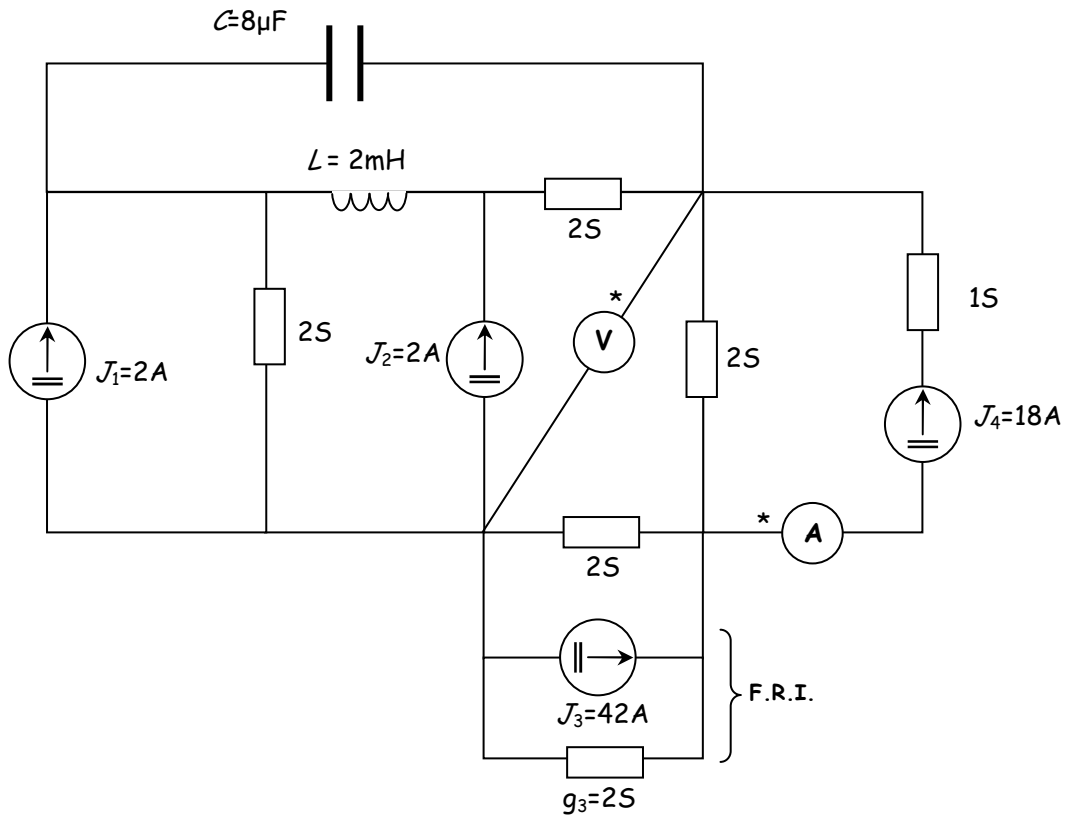 C=8μF
L= 2mH
2S
*
1S
V
2S
J₂=2A
2S
J₁=2A
J₄=18A
*
A
2S
F.R.I.
J₃=42A
g₃=2S